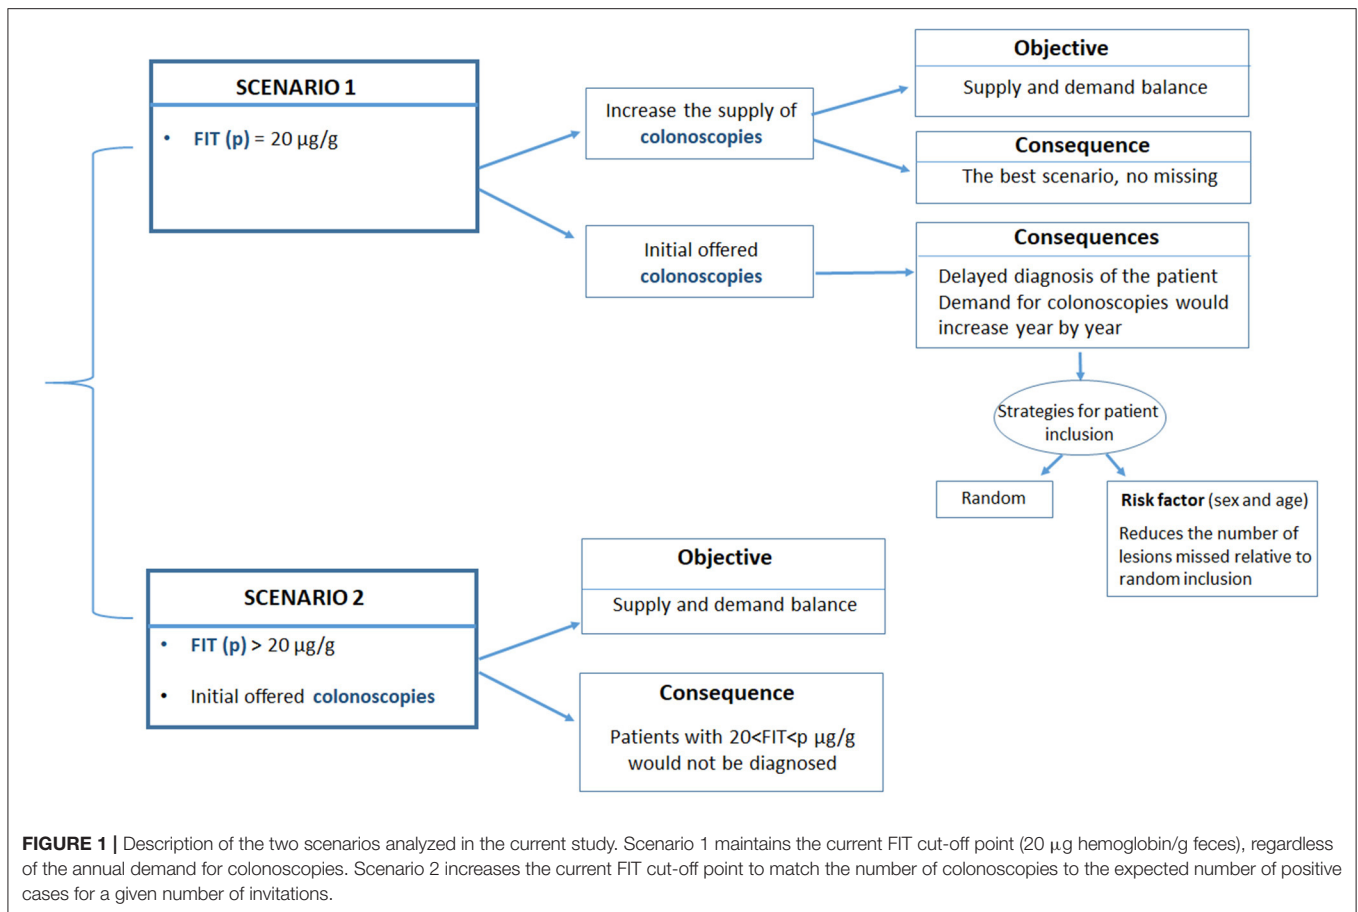 SCENARIO 1
• FIT (p) = 20 µg/g
Increase the supply of
colonoscopies
Objective
Supply and demand balance
Consequence
The best scenario, no missing
Initial offered
colonoscopies
Consequences
Delayed diagnosis of the patient
Demand for colonoscopies would
increase year by year
Strategies for patient
inclusion
Random
Risk factor (sex and age)
Reduces the number of
lesions missed relative to
random inclusion
SCENARIO 2
• FIT (p) > 20 µg/g
• Initial offered colonoscopies
Objective
Supply and demand balance
Consequence
Patients with 20<FIT<p µg/g
would not be diagnosed
FIGURE 1 | Description of the two scenarios analyzed in the current study. Scenario 1 maintains the current FIT cut-off point (20 µg hemoglobin/g feces), regardless
of the annual demand for colonoscopies. Scenario 2 increases the current FIT cut-off point to match the number of colonoscopies to the expected number of positive
cases for a given number of invitations.